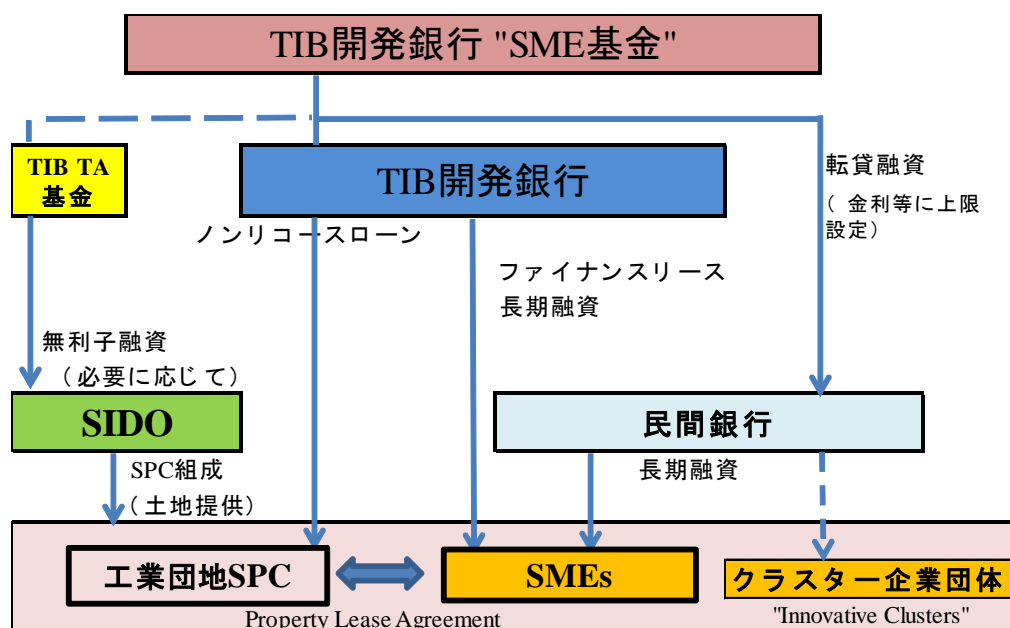 TIB開発銀行 "SME基金"
TIB TA
基金
TIB開発銀行
転貸融資
（ 金利等に上限
設定）
ノンリコースローン
ファイナンスリース
長期融資
無利子融資
（必要に応じて）
SIDO
民間銀行
SPC組成
（土地提供）
長期融資
工業団地SPC
SMEs
クラスター企業団体
Property Lease Agreement
"Innovative Clusters"